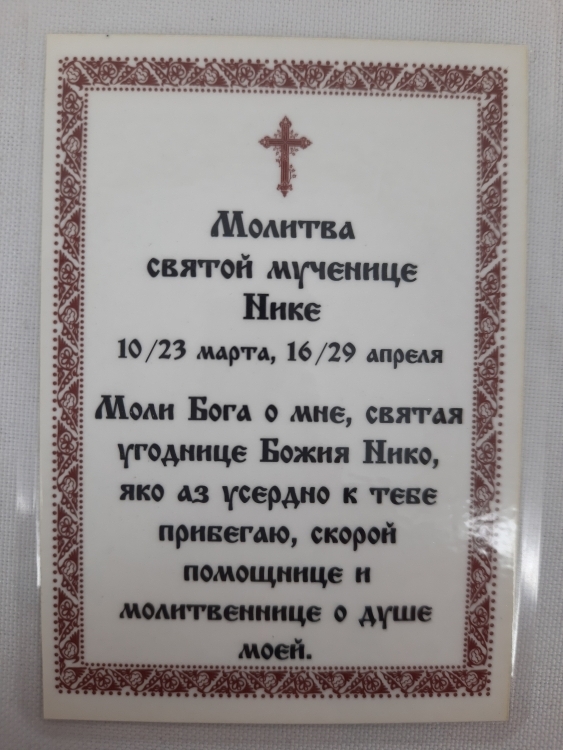 Молитва
святой мученице
Нике
10/23 марта, 16/29 апреля
Моли Бога о мне, святая
угоднице Божия Нико,
яко аз усердно к тебе
прибегаю, скорой
помощнице и
молитвеннице о душе
моей.